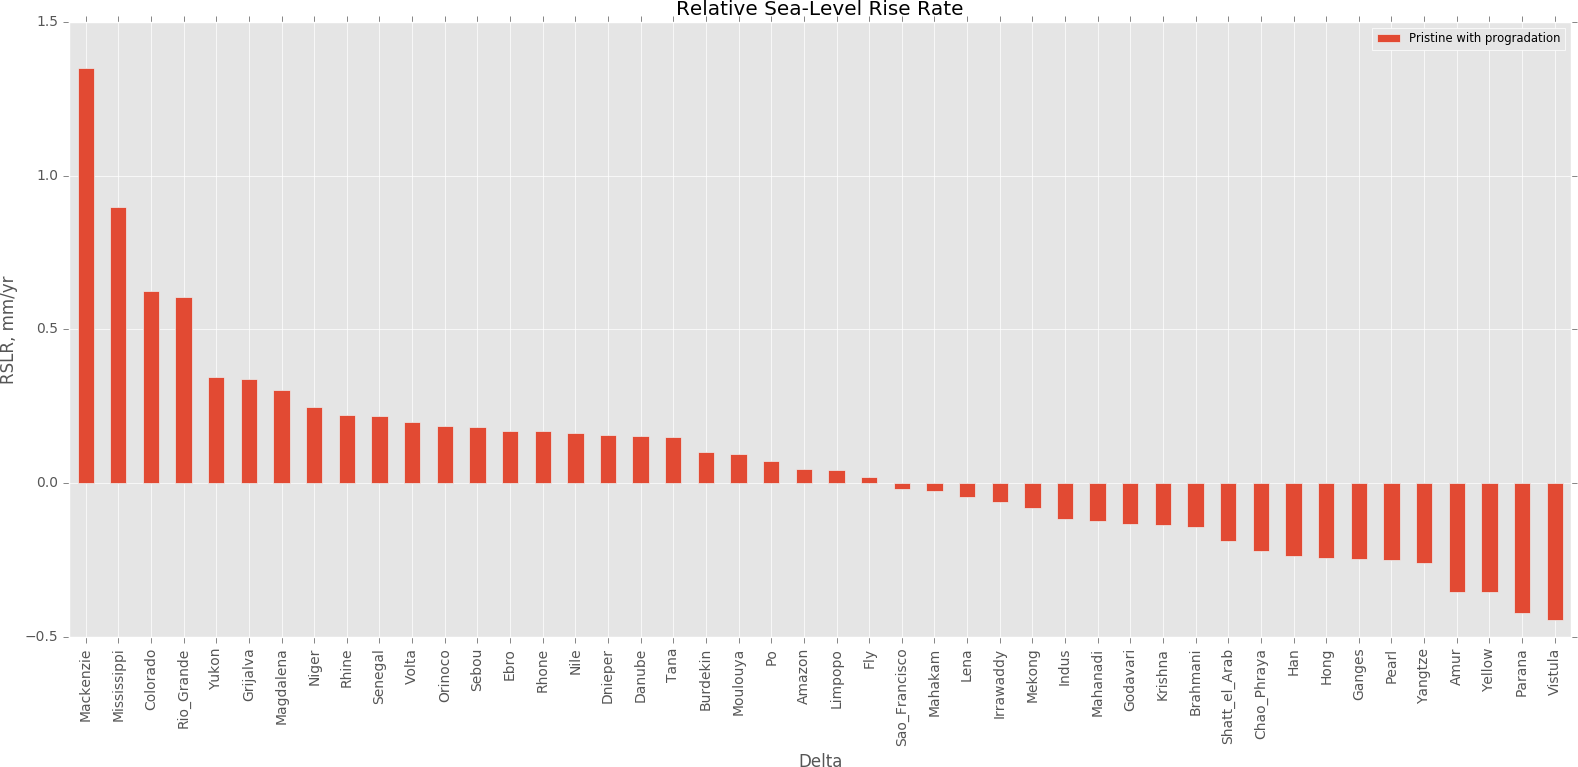 Relative Sea-Level Rise Rate
Pristine with progradation
RSLR, mm/yr
1.5
1.0
0.5
0.0
−0.5
Mackenzie
Mississippi
Colorado
Rio_Grande
Yukon
Grijalva
Magdalena
Niger
Rhine
Senegal
Volta
Orinoco
Sebou
Ebro
Rhone
Nile
Dnieper
Danube
Tana
Burdekin
Moulouya
Po
Amazon
Limpopo
Fly
Sao_Francisco
Mahakam
Lena
Irrawaddy
Mekong
Indus
Mahanadi
Godavari
Krishna
Brahmani
Shatt_el_Arab
Chao_Phraya
Han
Hong
Ganges
Pearl
Yangtze
Amur
Yellow
Parana
Vistula
Delta